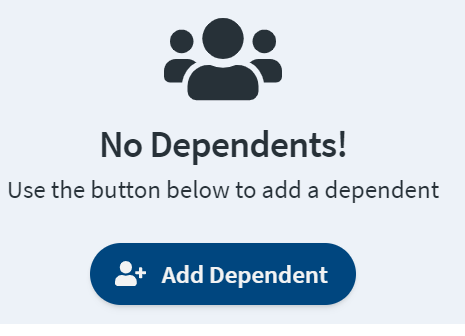 No Dependents!
Use the button below to add a dependent
Add Dependent